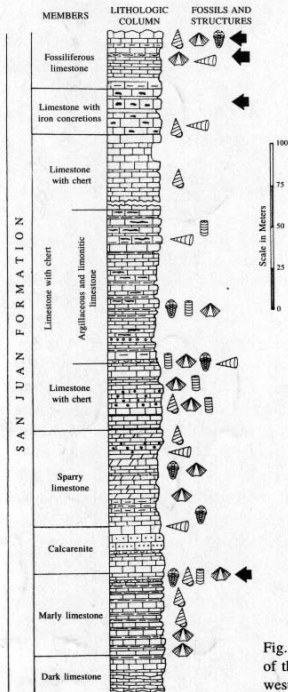 MEMBERS
LITHOLOGIC
COLUMN
FOSSILS AND
STRUCTURES
SAN JUAN FORMATION
Fossiliferous
limestone
Limestone with
iron concretions
Limestone
with chert
Limestone with chert
Argillaceous and limonitic
limestone
Limestone
with chert
Sparry
limestone
Calcarenite
Marly limestone
Dark limestone
100
75
50
25
0
Scale in Meters
Fig.
of th
west